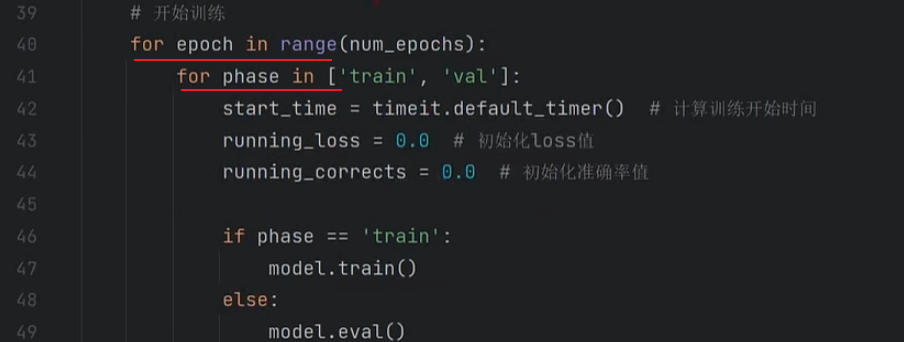 39 # 开始训练
40 for epoch in range(num_epochs):
41 for phase in ['train', 'val']:
42 start_time = timeit.default_timer()  # 计算训练开始时间
43 running_loss = 0.0  # 初始化loss值
44 running_corrects = 0.0  # 初始化准确率值
45
46 if phase == 'train':
47 model.train()
48 else:
49 model.eval()